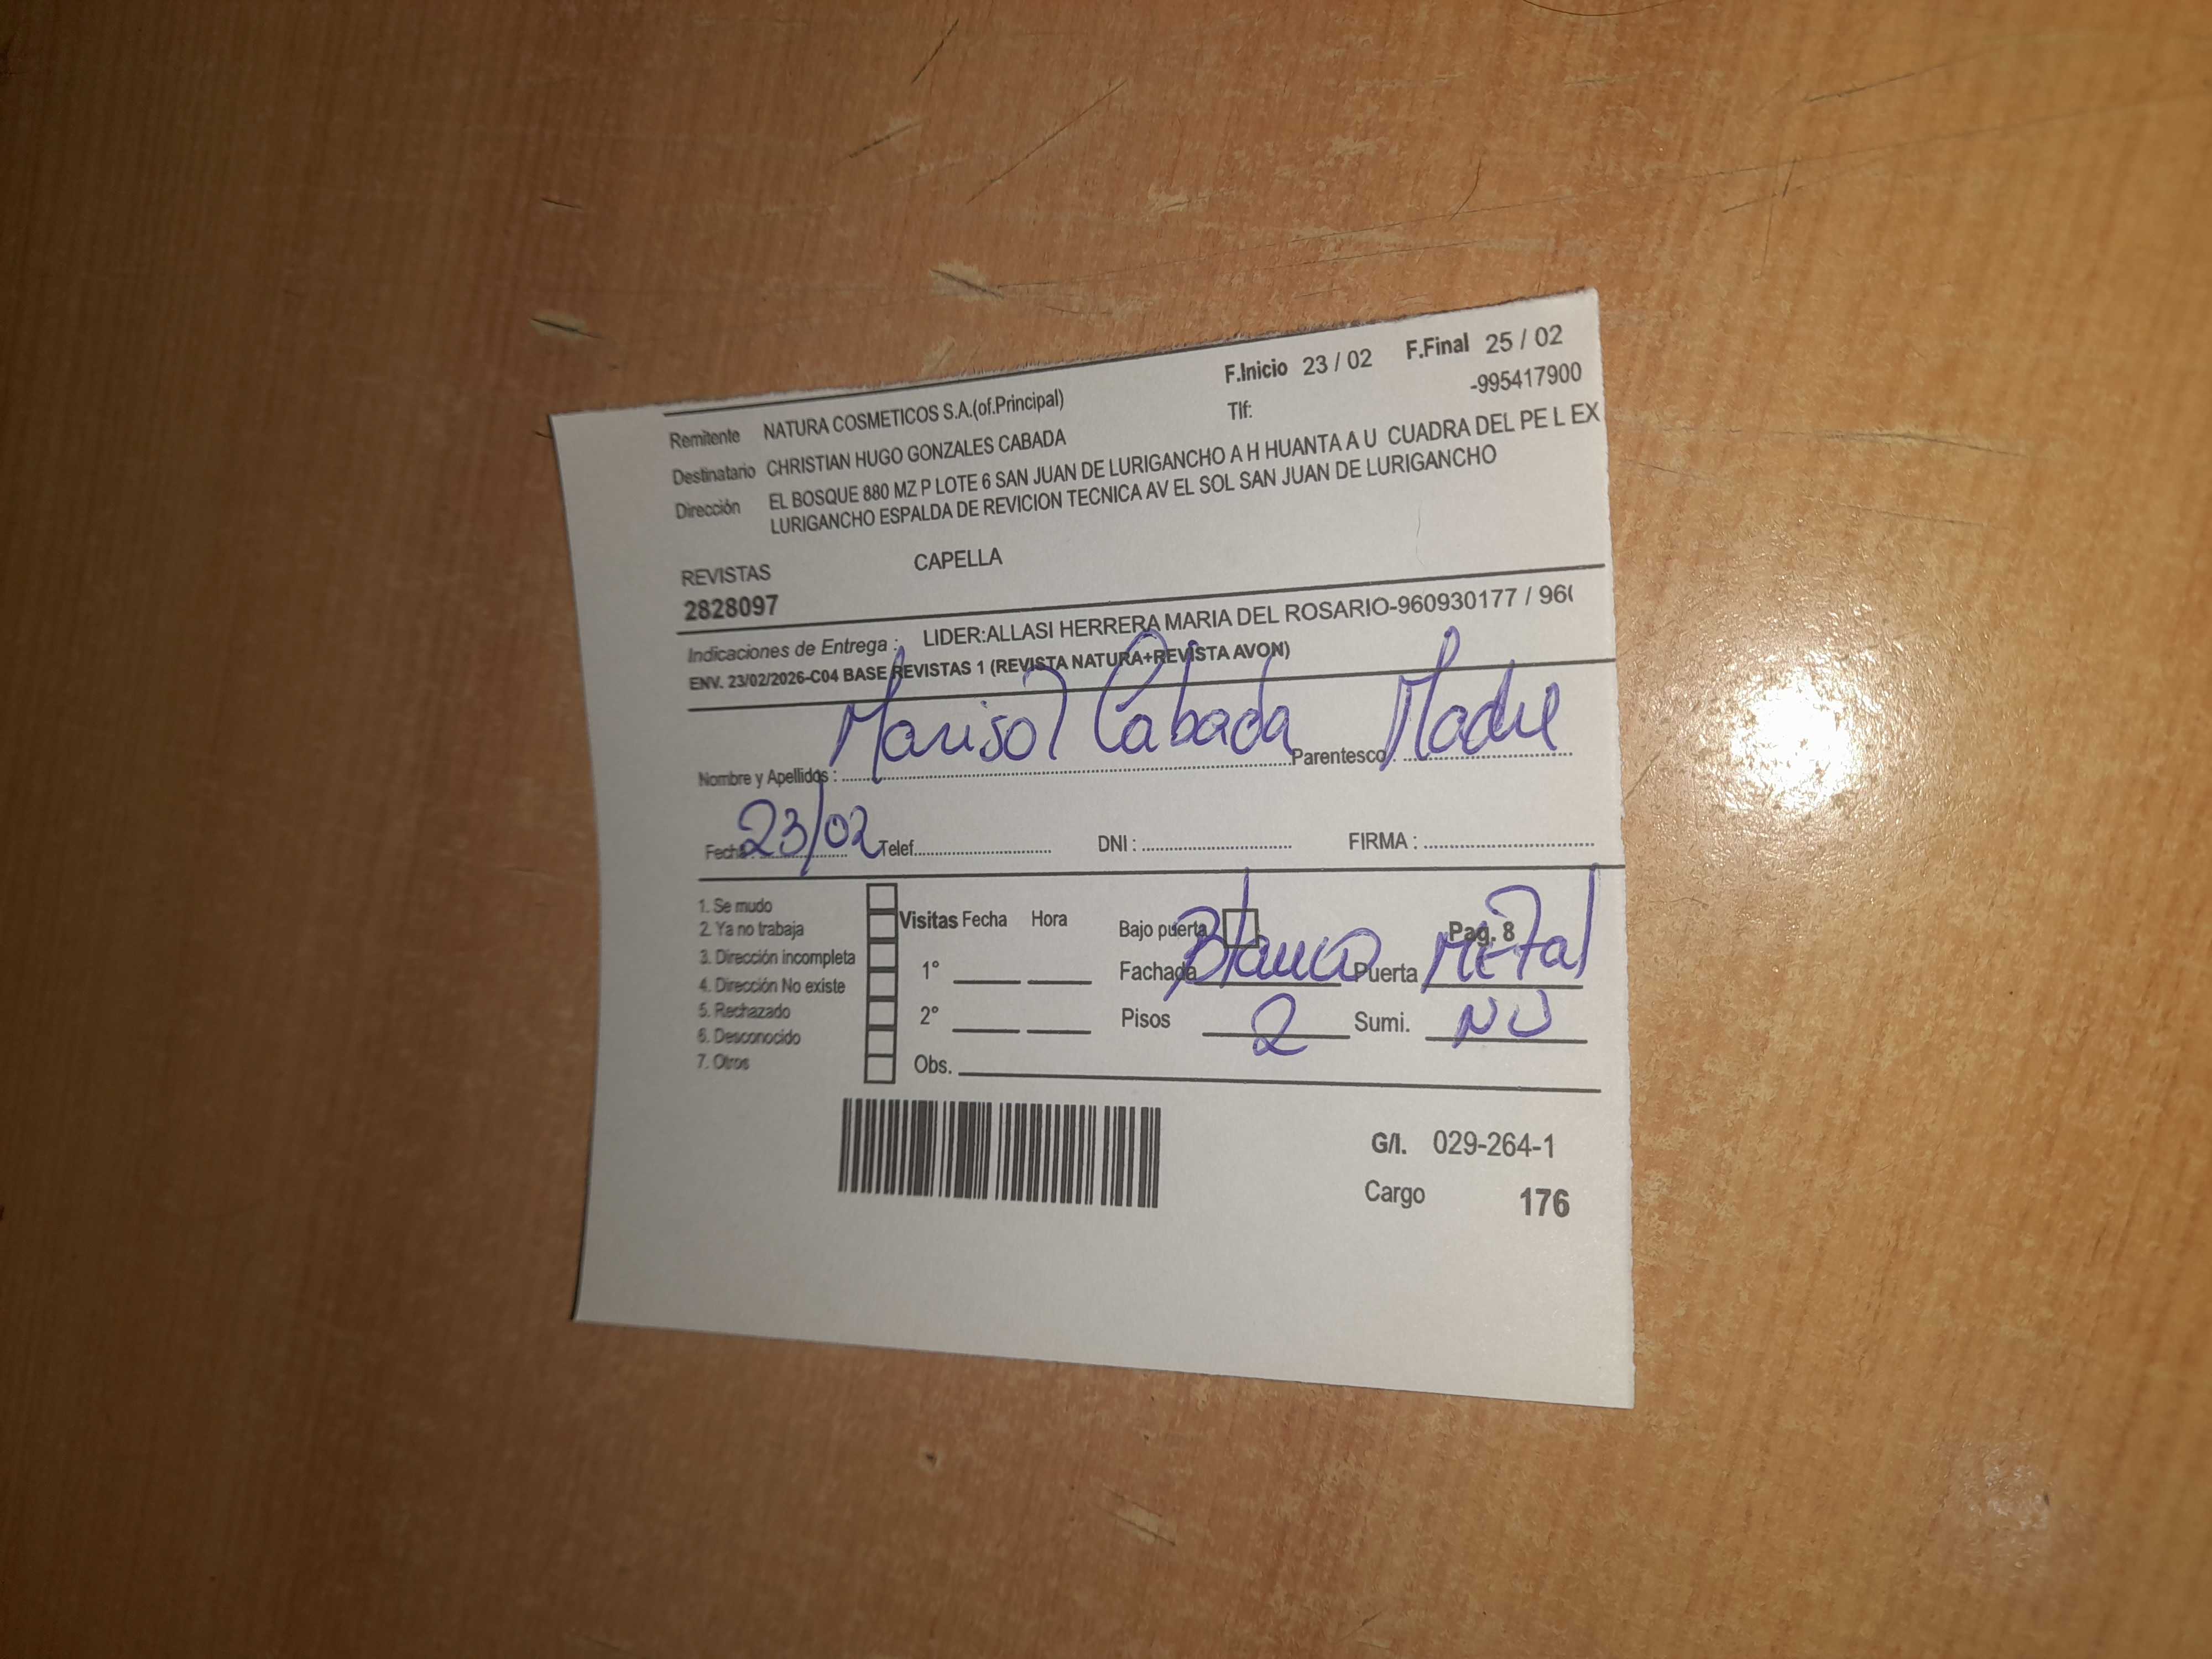 F.Inicio 23 / 02 F.Final 25 / 02
Remitente NATURA COSMETICOS S.A.(of.Principal) Tlf: -995417900
Destinatario CHRISTIAN HUGO GONZALES CABADA
Dirección EL BOSQUE 880 MZ P LOTE 6 SAN JUAN DE LURIGANCHO A H HUANTA A U CUADRA DEL PE L EX
LURIGANCHO ESPALDA DE REVICION TECNICA AV EL SOL SAN JUAN DE LURIGANCHO
REVISTAS CAPELLA
2828097
Indicaciones de Entrega : LIDER:ALLASI HERRERA MARIA DEL ROSARIO-960930177 / 96
ENV. 23/02/2026-C04 BASE REVISTAS 1 (REVISTA NATURA+REVISTA AVON)
Nombre y Apellidos : Marisol Cabada Parentesco : Madre
Fecha : 23/02 Telef. DNI : FIRMA :
1. Se mudo
2. Ya no trabaja
3. Dirección incompleta
4. Dirección No existe
5. Rechazado
6. Desconocido
7. Otros
Visitas Fecha Hora Bajo puerta Pag. 8
1° Fachada Blanco Puerta Metal
2° Pisos 2 Sumi. NU
Obs.
G/I. 029-264-1
Cargo 176